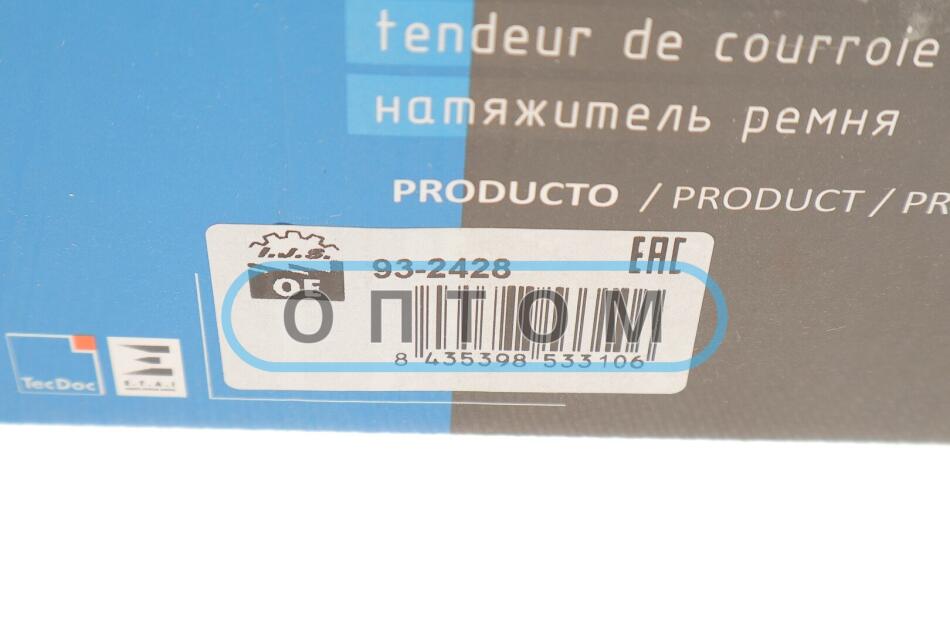 tendeur de courroie
натяжитель ремня
PRODUCTO / PRODUCT / PR
I.J.S.
OE
93-2428
EAC
ОПТОМ
8 435398 533106
TecDoc
E.T.A.I